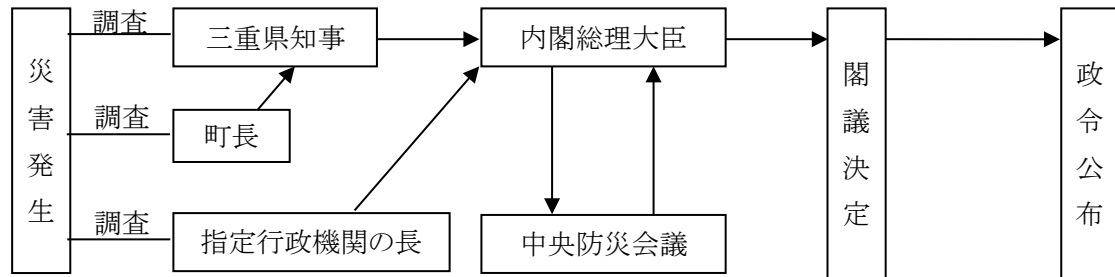 災害発生
調査
三重県知事
調査
町長
調査
指定行政機関の長
内閣総理大臣
中央防災会議
閣議決定
政令公布